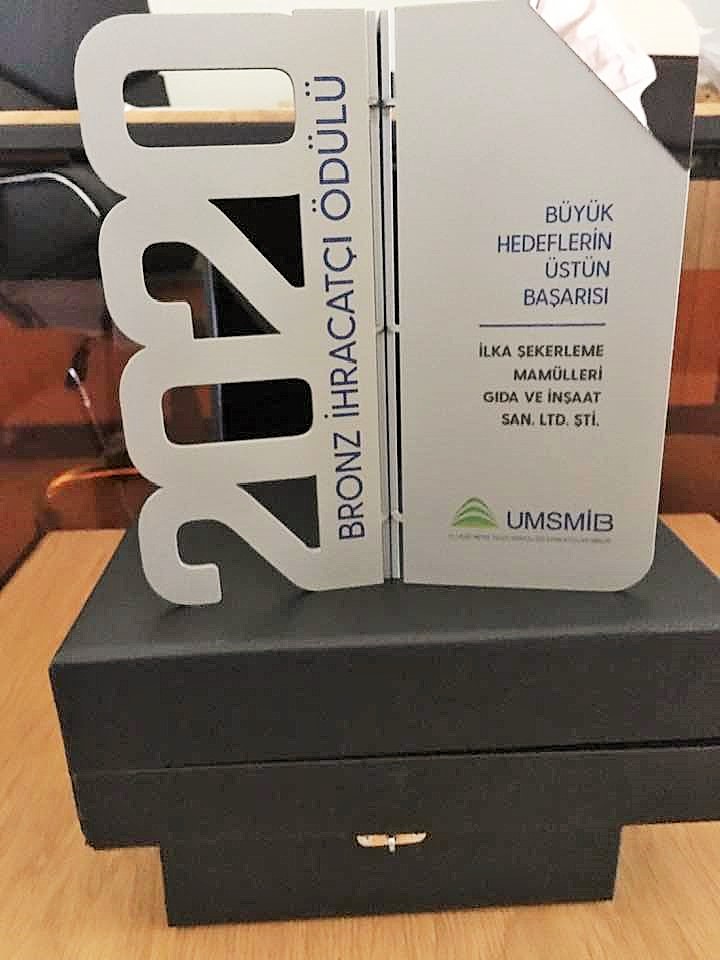 2020
BRONZ İHRACATÇI ÖDÜLÜ
BÜYÜK
HEDEFLERİN
ÜSTÜN
BAŞARISI
İLKA ŞEKERLEME
MAMÜLLERİ
GIDA VE İNŞAAT
SAN. LTD. ŞTİ.
UMSMİB